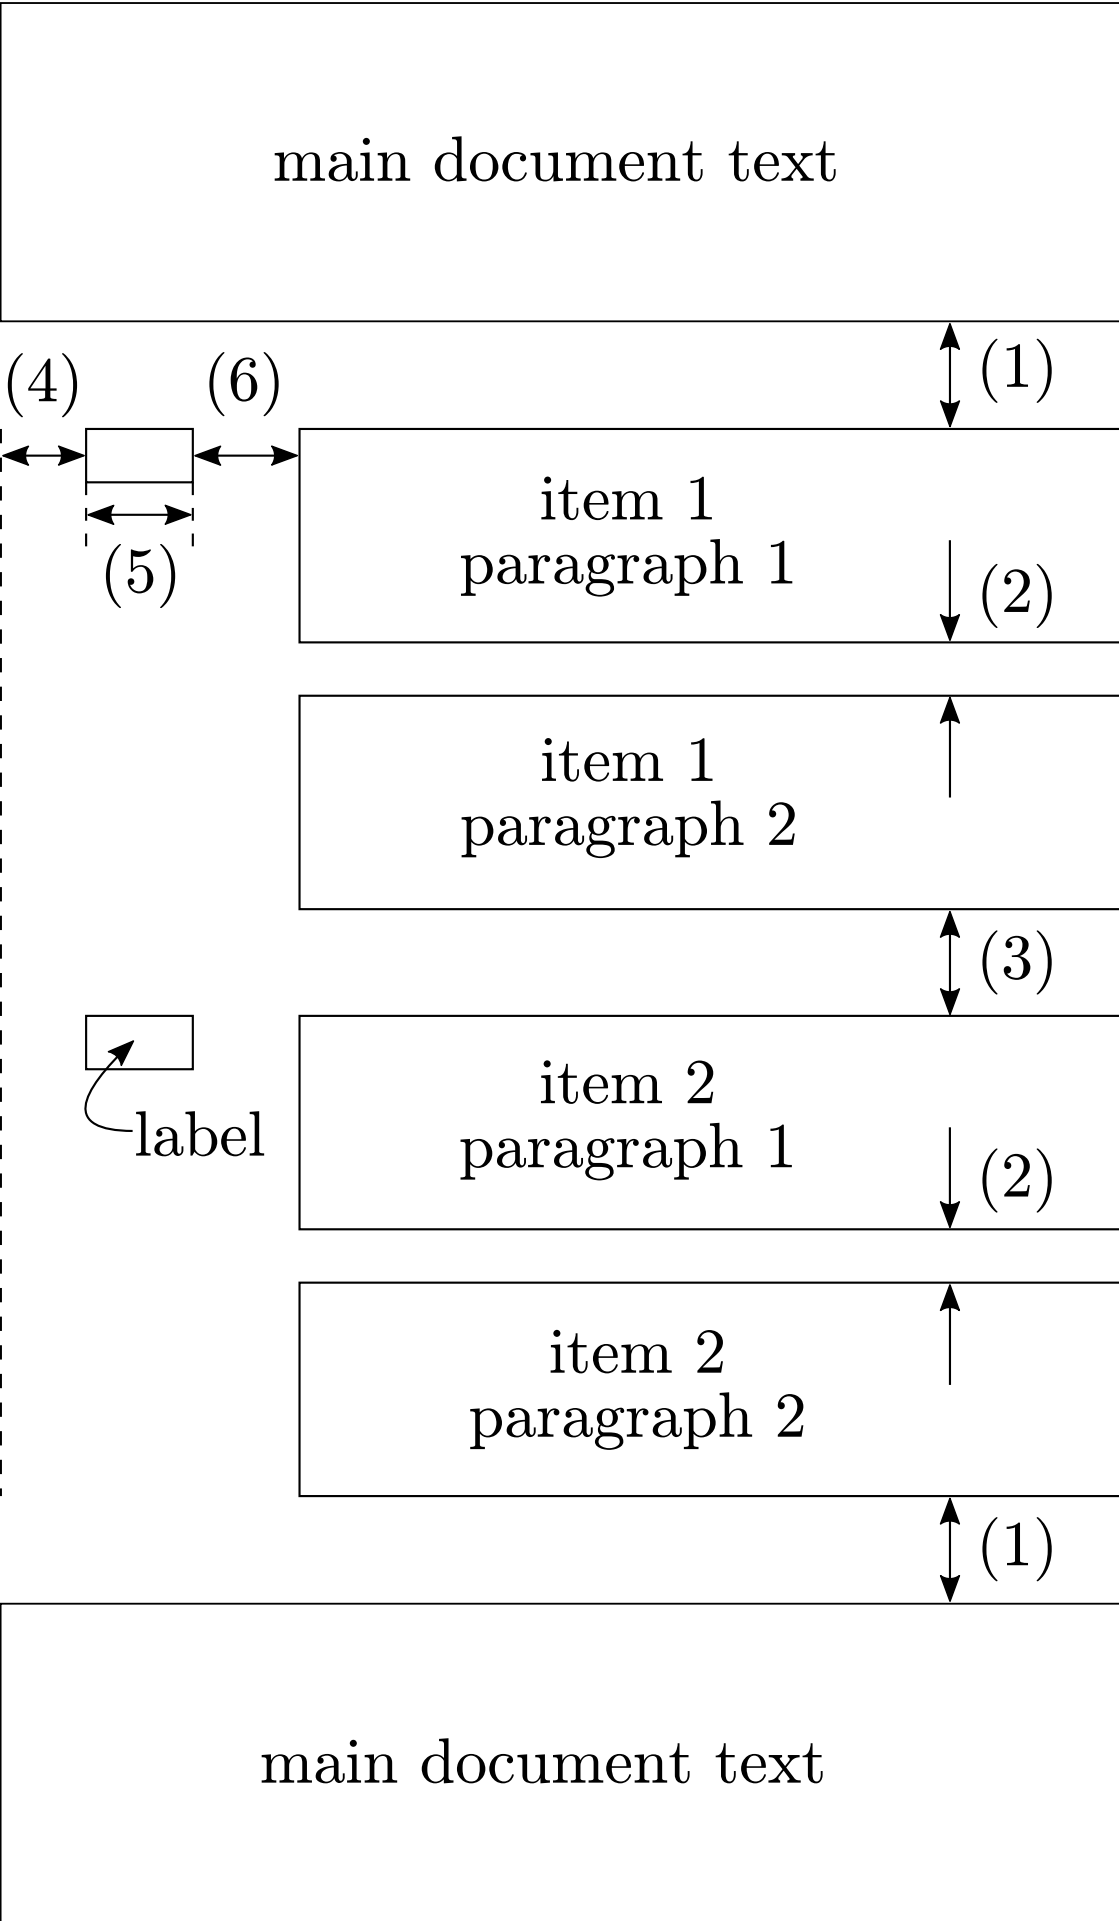 main document text
(1)
(4)
(6)
item 1
paragraph 1
(5)
(2)
item 1
paragraph 2
(3)
item 2
paragraph 1
label
(2)
item 2
paragraph 2
(1)
main document text